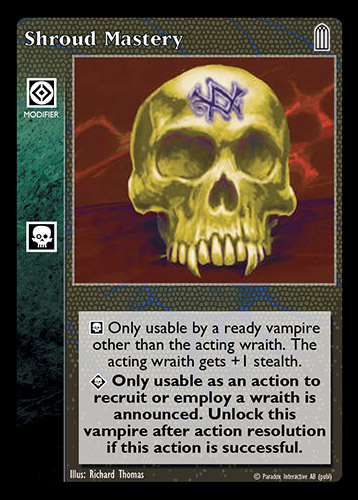 Shroud Mastery
MODIFIER
Only usable by a ready vampire
other than the acting wraith. The
acting wraith gets +1 stealth.
Only usable as an action to
recruit or employ a wraith is
announced. Unlock this
vampire after action resolution
if this action is successful.
Illus: Richard Thomas
© Paradox Interactive AB (publ)